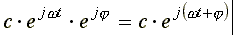 c · e^{jωt} · e^{jφ} = c · e^{j(ωt+φ)}